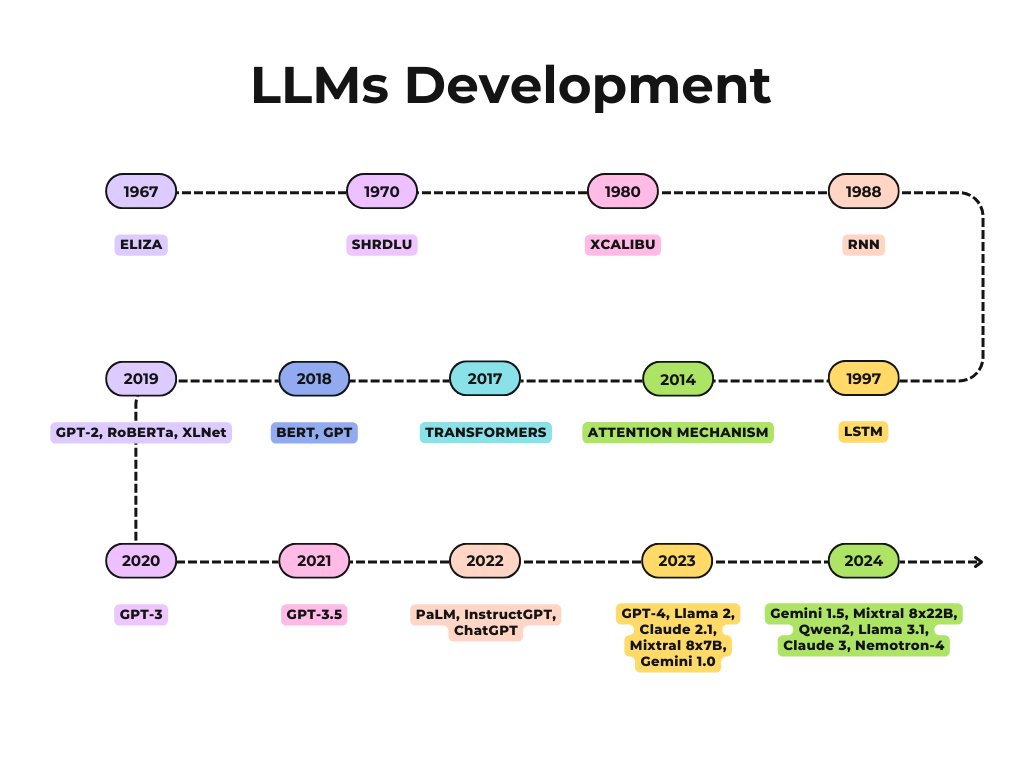 LLMs Development
1967
1970
1980
1988
ELIZA
SHRDLU
XCALIBU
RNN
2019
2018
2017
2014
1997
GPT-2, RoBERTa, XLNet
BERT, GPT
TRANSFORMERS
ATTENTION MECHANISM
LSTM
2020
2021
2022
2023
2024
GPT-3
GPT-3.5
PaLM, InstructGPT,
ChatGPT
GPT-4, Llama 2,
Claude 2.1,
Mixtral 8x7B,
Gemini 1.0
Gemini 1.5, Mixtral 8x22B,
Qwen2, Llama 3.1,
Claude 3, Nemotron-4